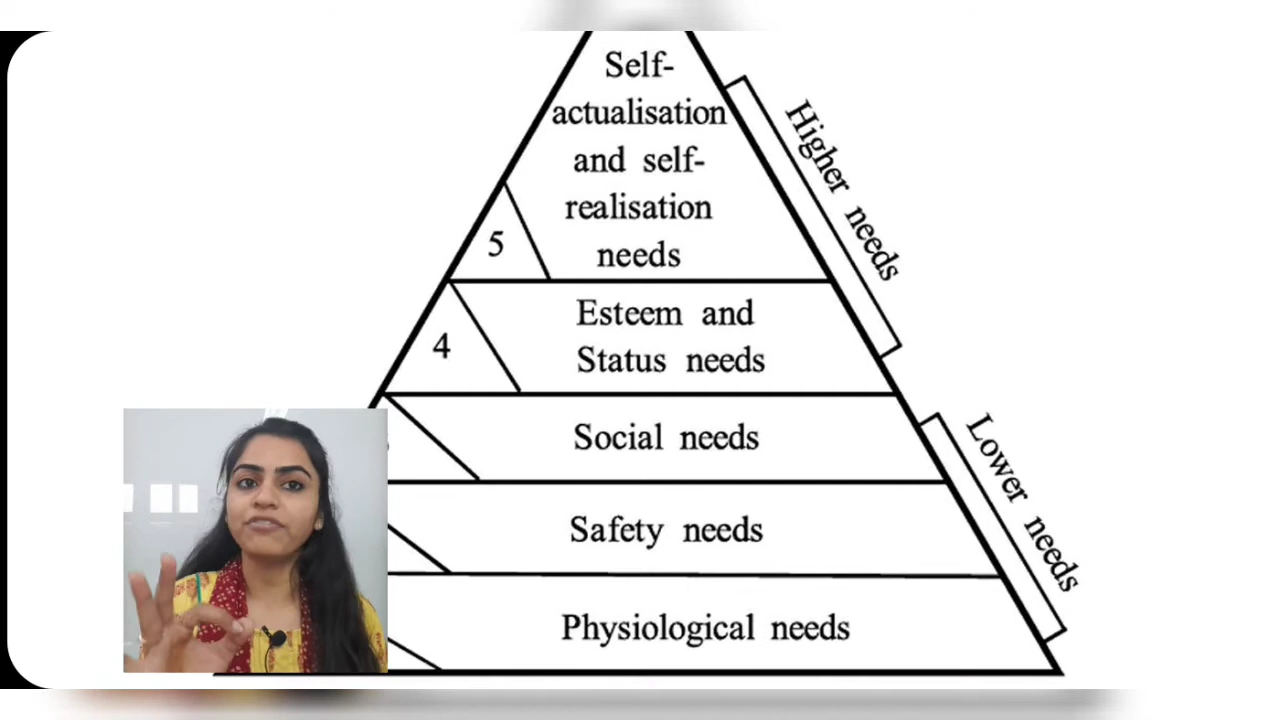 Self-
actualisation
and self-
realisation
needs
5
Esteem and
Status needs
4
Social needs
Safety needs
Physiological needs
Higher needs
Lower needs